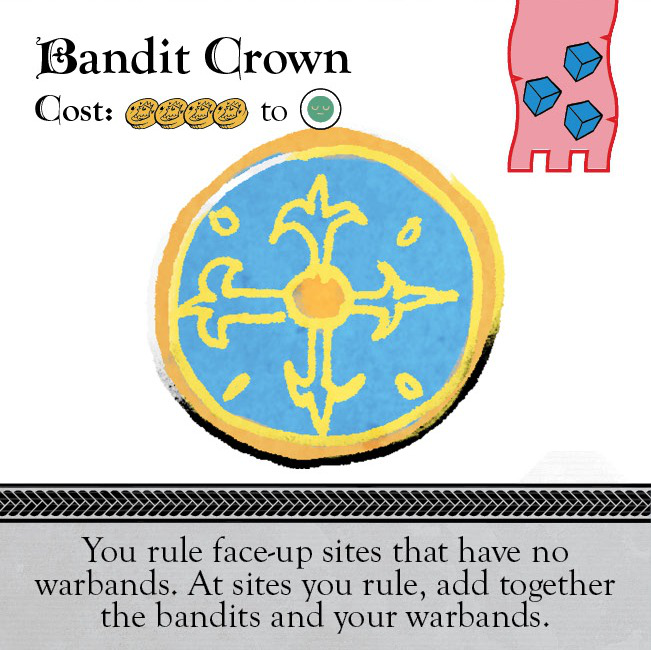 Bandit Crown
Cost: to
You rule face-up sites that have no
warbands. At sites you rule, add together
the bandits and your warbands.